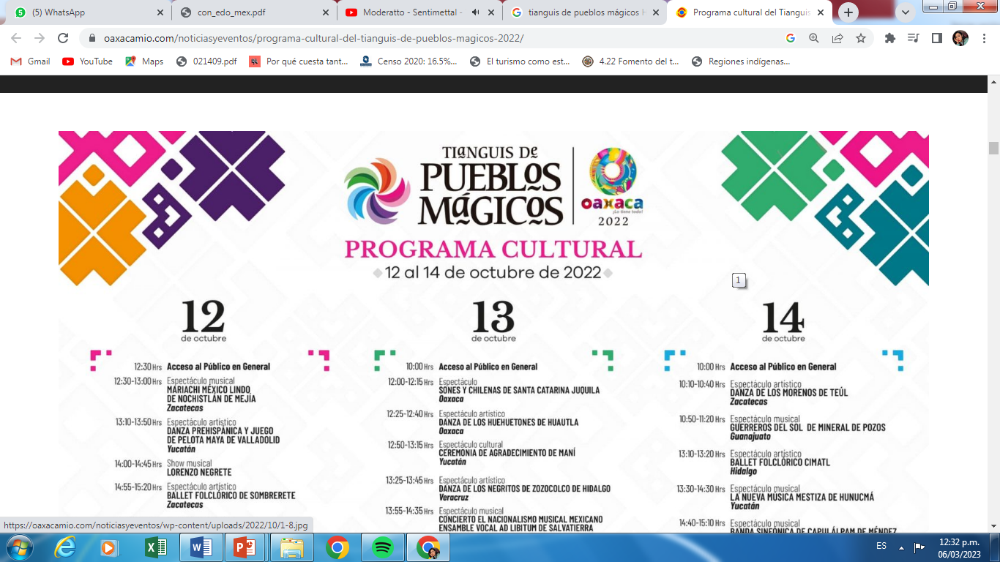 (5) WhatsApp
con_edo_mex.pdf
Moderatto - Sentimettal -
tianguis de pueblos mágicos H
Programa cultural del Tianguis
oaxacamio.com/noticiasyeventos/programa-cultural-del-tianguis-de-pueblos-magicos-2022/
Gmail
YouTube
Maps
021409.pdf
Por qué cuesta tant...
Censo 2020: 16.5%...
El turismo como est...
4.22 Fomento del t...
Regiones indígenas...
TIANGUIS DE
PUEBLOS
MÁGICOS
oaxaca
¡Lo tiene todo!
2022
PROGRAMA CULTURAL
12 al 14 de octubre de 2022
1
12
de octubre
12:30 Hrs Acceso al Público en General
12:30-13:00 Hrs Espectáculo musical
MARIACHI MÉXICO LINDO
DE NOCHISTLÁN DE MEJÍA
Zacatecas
13:10-13:50 Hrs Espectáculo artístico
DANZA PREHISPÁNICA Y JUEGO
DE PELOTA MAYA DE VALLADOLID
Yucatán
14:00-14:45 Hrs Show musical
LORENZO NEGRETE
14:55-15:20 Hrs Espectáculo artístico
BALLET FOLCLÓRICO DE SOMBRERETE
Zacatecas
13
de octubre
10:00 Hrs Acceso al Público en General
12:00-12:15 Hrs Espectáculo
SONES Y CHILENAS DE SANTA CATARINA JUQUILA
Oaxaca
12:25-12:40 Hrs Espectáculo artístico
DANZA DE LOS HUEHUETONES DE HUAUTLA
Oaxaca
12:50-13:15 Hrs Espectáculo cultural
CEREMONIA DE AGRADECIMIENTO DE MANÍ
Yucatán
13:25-13:45 Hrs Espectáculo artístico
DANZA DE LOS NEGRITOS DE ZOZOCOLCO DE HIDALGO
Veracruz
13:55-14:35 Hrs Espectáculo musical
CONCIERTO EL NACIONALISMO MUSICAL MEXICANO
ENSAMBLE VOCAL AD LIBITUM DE SALVATIERRA
14
de octubre
10:00 Hrs Acceso al Público en General
10:10-10:40 Hrs Espectáculo artístico
DANZA DE LOS MORENOS DE TEÚL
Zacatecas
10:50-11:20 Hrs Espectáculo musical
GUERREROS DEL SOL DE MINERAL DE POZOS
Guanajuato
13:10-13:20 Hrs Espectáculo artístico
BALLET FOLCLÓRICO CIMATL
Hidalgo
13:30-14:30 Hrs Espectáculo musical
LA NUEVA MÚSICA MESTIZA DE HUNUCMÁ
Yucatán
14:40-15:10 Hrs Espectáculo musical
BANDA SINFÓNICA DE CAPULÁLPAM DE MÉNDEZ
https://oaxacamio.com/noticiasyeventos/wp-content/uploads/2022/10/1-8.jpg
ES
12:32 p.m.
06/03/2023